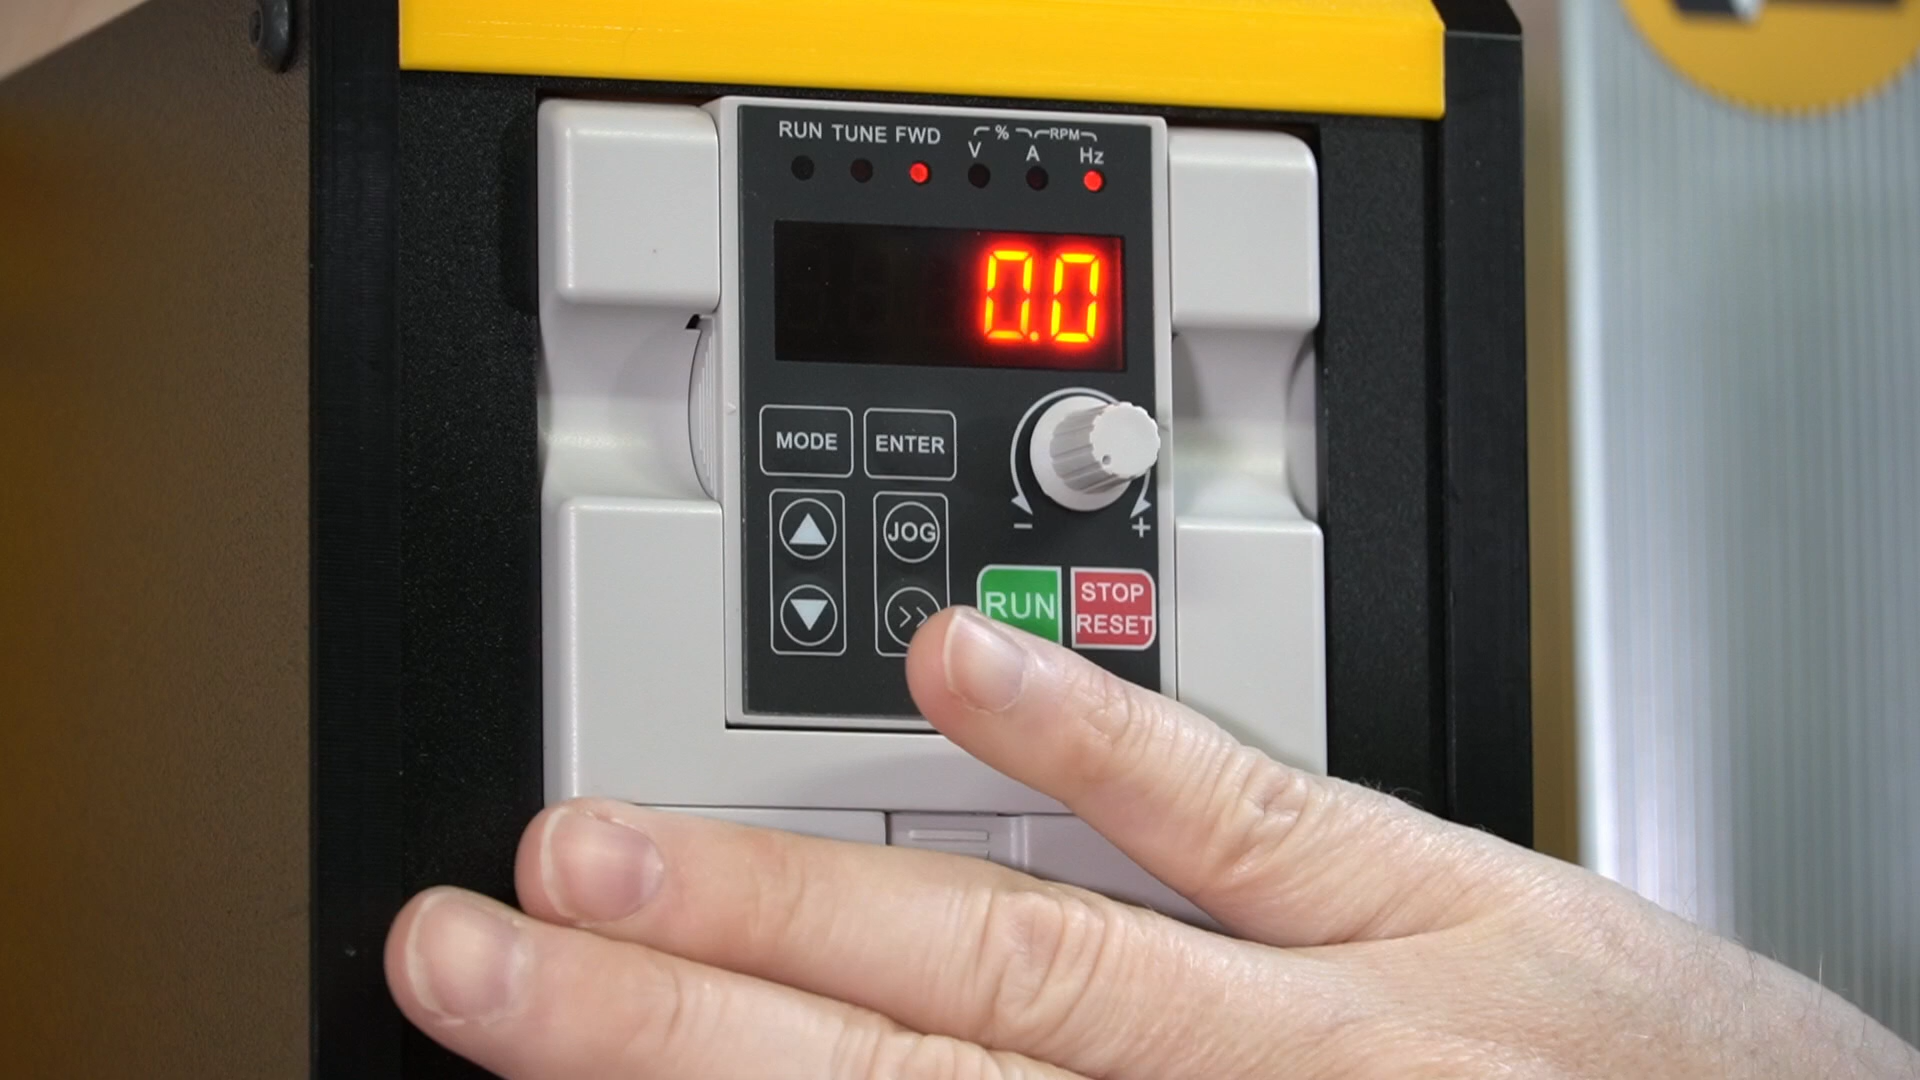 RUN TUNE FWD
% RPM
V A Hz
0.0
MODE ENTER
JOG
>>
- +
RUN
STOP
RESET